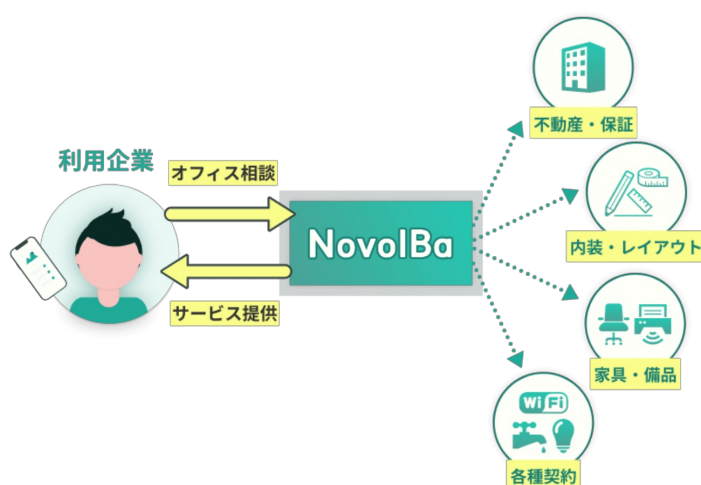 不動産・保証
利用企業
オフィス相談
内装・レイアウト
NovolBa
サービス提供
家具・備品
WiFi
各種契約